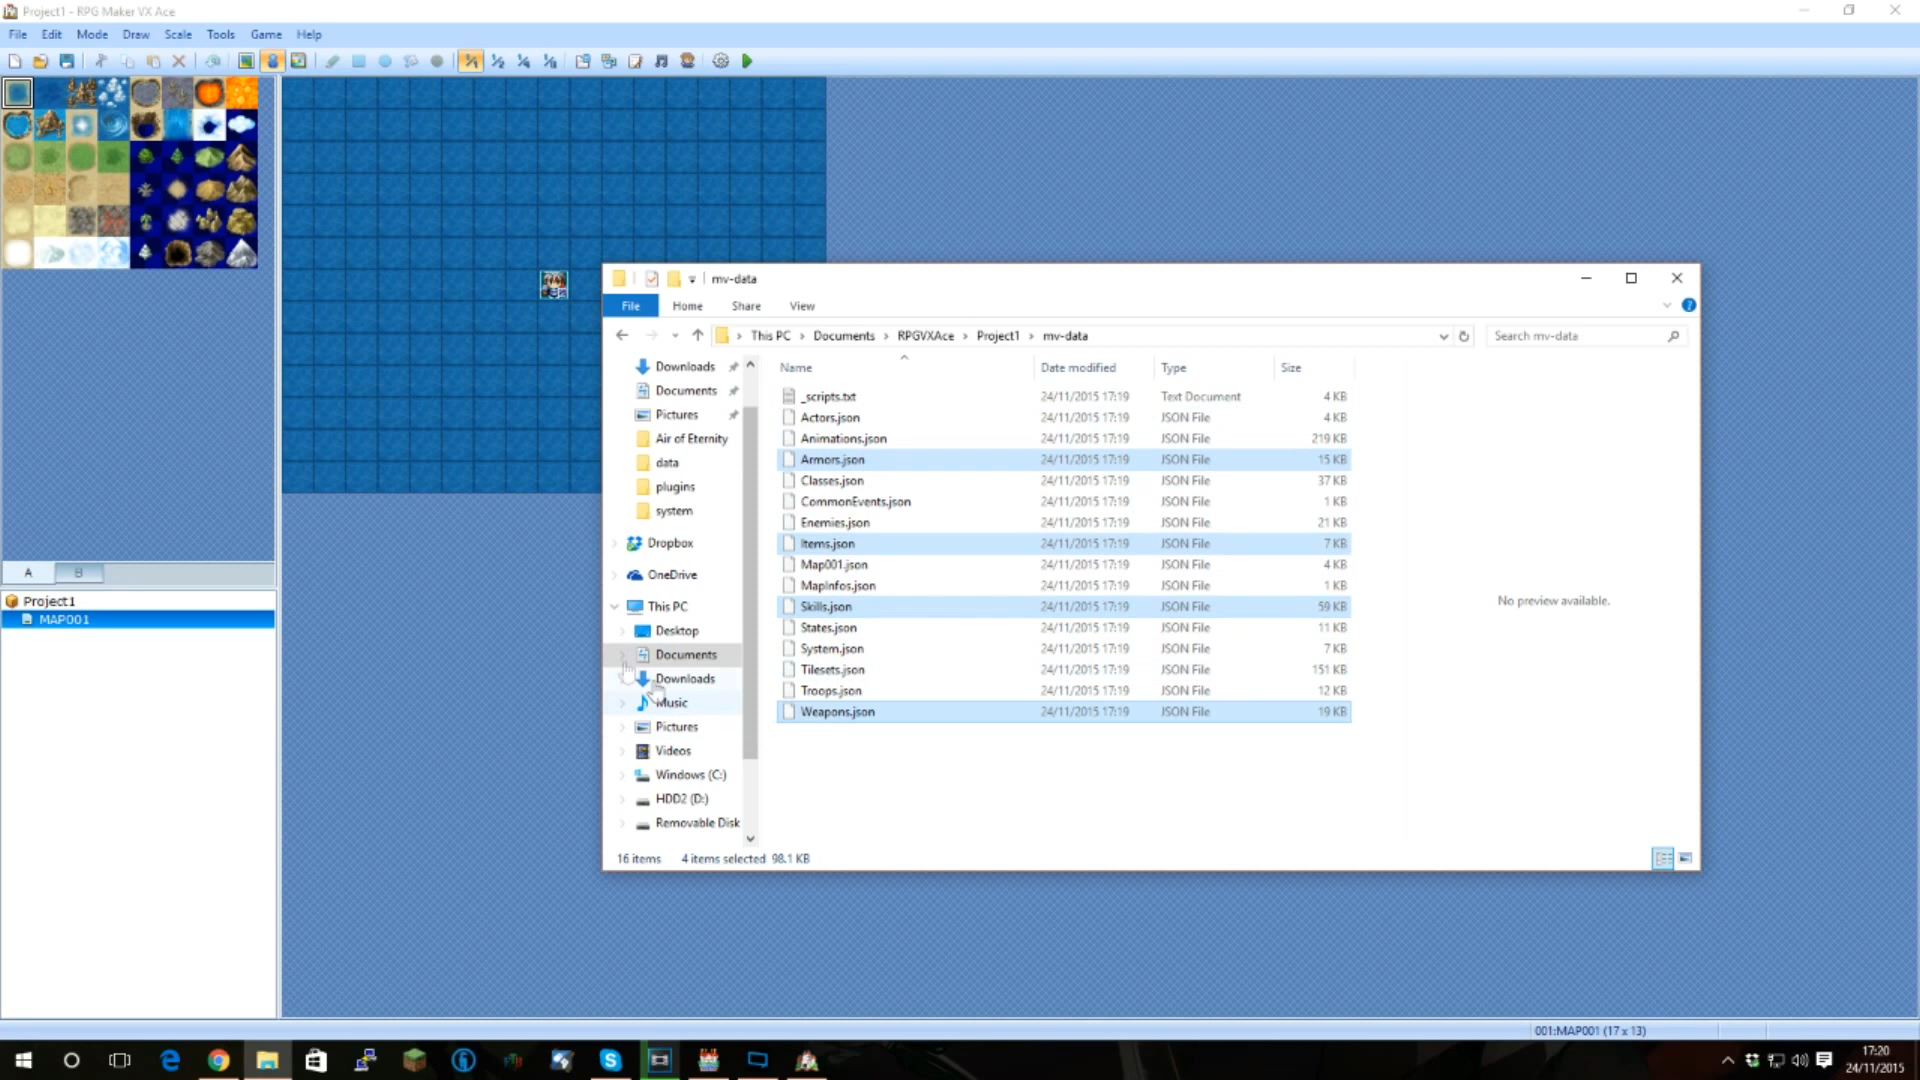 Project1 - RPG Maker VX Ace
File Edit Mode Draw Scale Tools Game Help
1/1 1/2 1/4 1/8
mv-data
File Home Share View
This PC Documents RPGVXAce Project1 mv-data
Search mv-data
Downloads
Documents
Pictures
Air of Eternity
data
plugins
system
Dropbox
OneDrive
This PC
Desktop
Documents
Downloads
Music
Pictures
Videos
Windows (C:)
HDD2 (D:)
Removable Disk
Name Date modified Type Size
_scripts.txt 24/11/2015 17:19 Text Document 4 KB
Actors.json 24/11/2015 17:19 JSON File 4 KB
Animations.json 24/11/2015 17:19 JSON File 219 KB
Armors.json 24/11/2015 17:19 JSON File 15 KB
Classes.json 24/11/2015 17:19 JSON File 37 KB
CommonEvents.json 24/11/2015 17:19 JSON File 1 KB
Enemies.json 24/11/2015 17:19 JSON File 21 KB
Items.json 24/11/2015 17:19 JSON File 7 KB
Map001.json 24/11/2015 17:19 JSON File 4 KB
MapInfos.json 24/11/2015 17:19 JSON File 1 KB
Skills.json 24/11/2015 17:19 JSON File 59 KB
States.json 24/11/2015 17:19 JSON File 11 KB
System.json 24/11/2015 17:19 JSON File 7 KB
Tilesets.json 24/11/2015 17:19 JSON File 151 KB
Troops.json 24/11/2015 17:19 JSON File 12 KB
Weapons.json 24/11/2015 17:19 JSON File 19 KB
No preview available.
16 items 4 items selected 98.1 KB
A B
Project1
MAP001
001:MAP001 (17 x 13)
17:20
24/11/2015